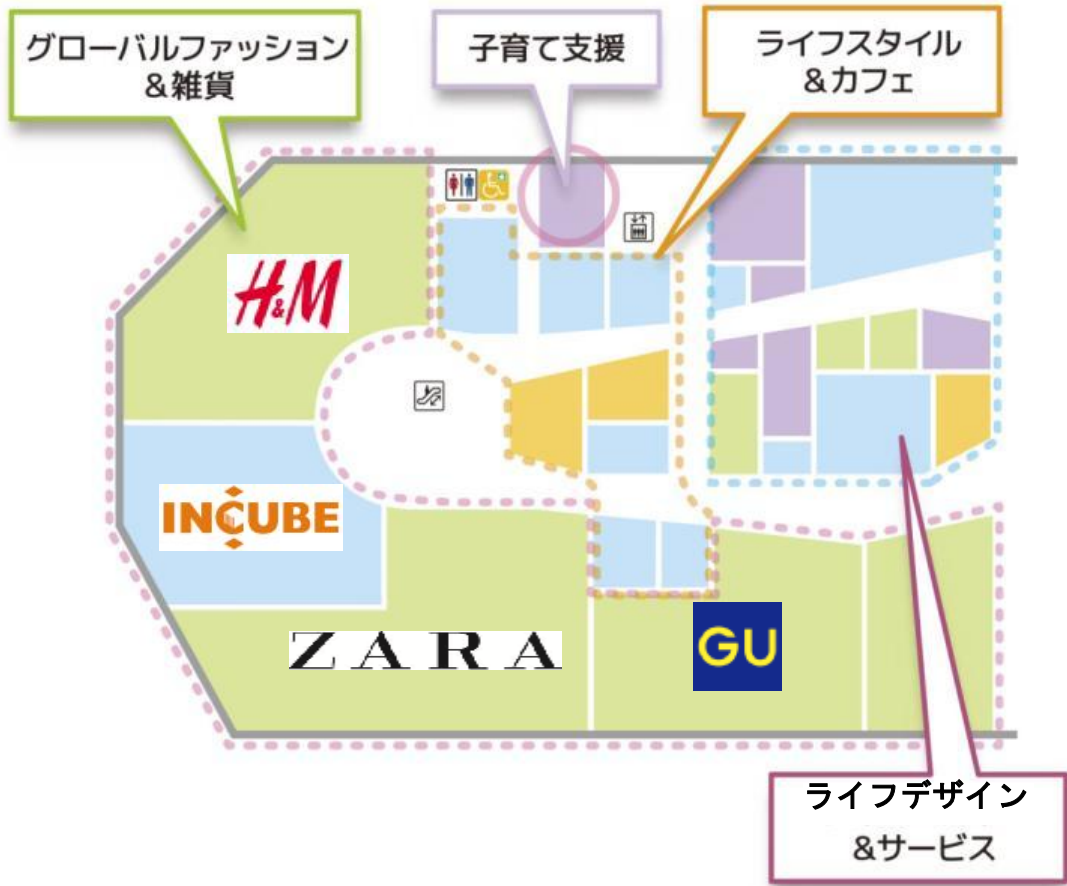 グローバルファッション
&雑貨
子育て支援
ライフスタイル
&カフェ
H&M
INCUBE
ZARA
GU
ライフデザイン
&サービス